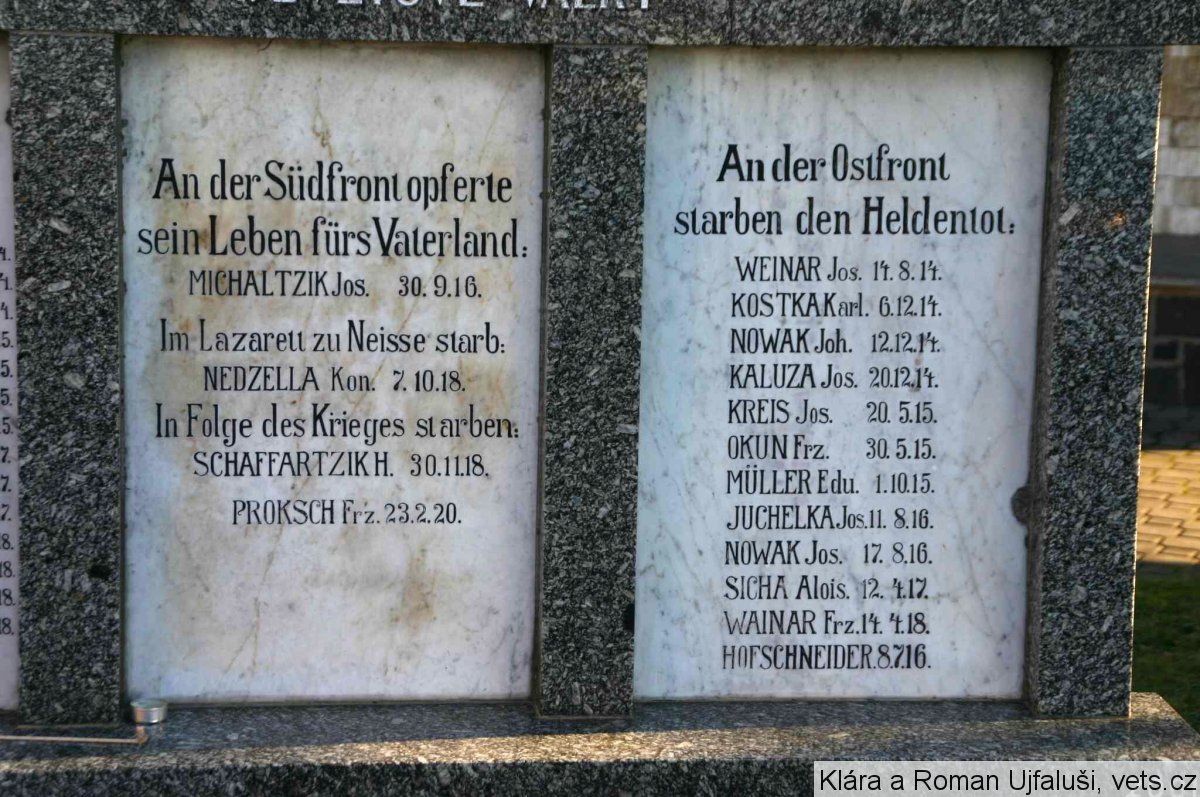 VĚTOVÉ VÁLKY
An der Südfront opferte
sein Leben fürs Vaterland:
MICHALTZIK Jos. 30.9.16.
Im Lazarett zu Neisse starb:
NEDZELLA Kon. 7.10.18.
In Folge des Krieges starben:
SCHAFFARTZIK H. 30.11.18.
PROKSCH Frz. 23.2.20.
An der Ostfront
starben den Heldentot:
WEINAR Jos. 14.8.14.
KOSTKA Karl. 6.12.14.
NOWAK Joh. 12.12.14.
KALUZA Jos. 20.12.14.
KREIS Jos. 20.5.15.
OKUN Frz. 30.5.15.
MÜLLER Edu. 1.10.15.
JUCHELKA Jos. 11.8.16.
NOWAK Jos. 17.8.16.
SICHA Alois. 12.4.17.
WAINAR Frz. 14.4.18.
HOFSCHNEIDER. 8.7.16.
Klára a Roman Ujfaluši, vets.cz